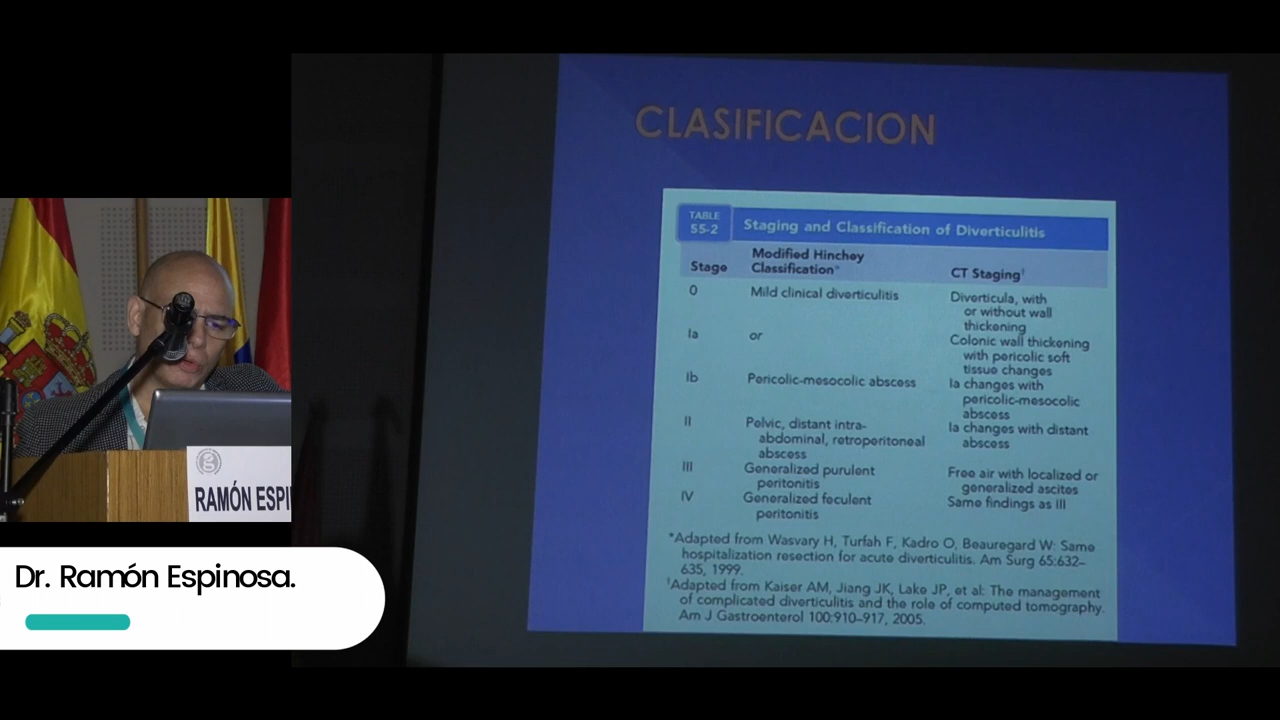 CLASIFICACION
TABLE
55-2
Staging and Classification of Diverticulitis
Stage
Modified Hinchey
Classification*
CT Staging†
0
Mild clinical diverticulitis
Diverticula, with
or without wall
thickening
Ia
or
Colonic wall thickening
with pericolic soft
tissue changes
Ib
Pericolic-mesocolic abscess
Ia changes with
pericolic-mesocolic
abscess
II
Pelvic, distant intra-
abdominal, retroperitoneal
abscess
Ia changes with distant
abscess
III
Generalized purulent
peritonitis
Free air with localized or
generalized ascites
IV
Generalized feculent
peritonitis
Same findings as III
*Adapted from Wasvary H, Turfah F, Kadro O, Beauregard W: Same
hospitalization resection for acute diverticulitis. Am Surg 65:632–
635, 1999.
†Adapted from Kaiser AM, Jiang JK, Lake JP, et al: The management
of complicated diverticulitis and the role of computed tomography.
Am J Gastroenterol 100:910–917, 2005.
RAMÓN ESPI
Dr. Ramón Espinosa.